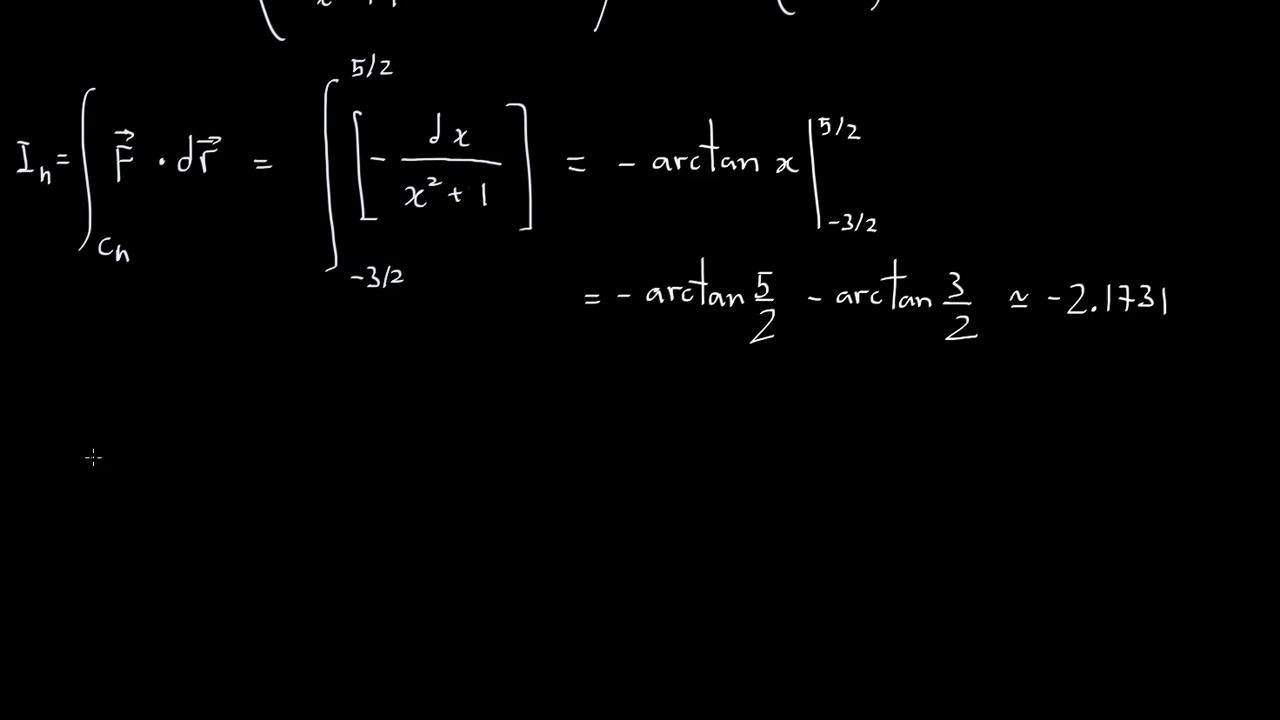 I_h = ∫_{C_h} F⃗ · dr⃗ = ∫_{-3/2}^{5/2} [ - dx / (x² + 1) ] = - arctan x |_{-3/2}^{5/2}
= - arctan 5/2 - arctan 3/2 ≃ -2.1731